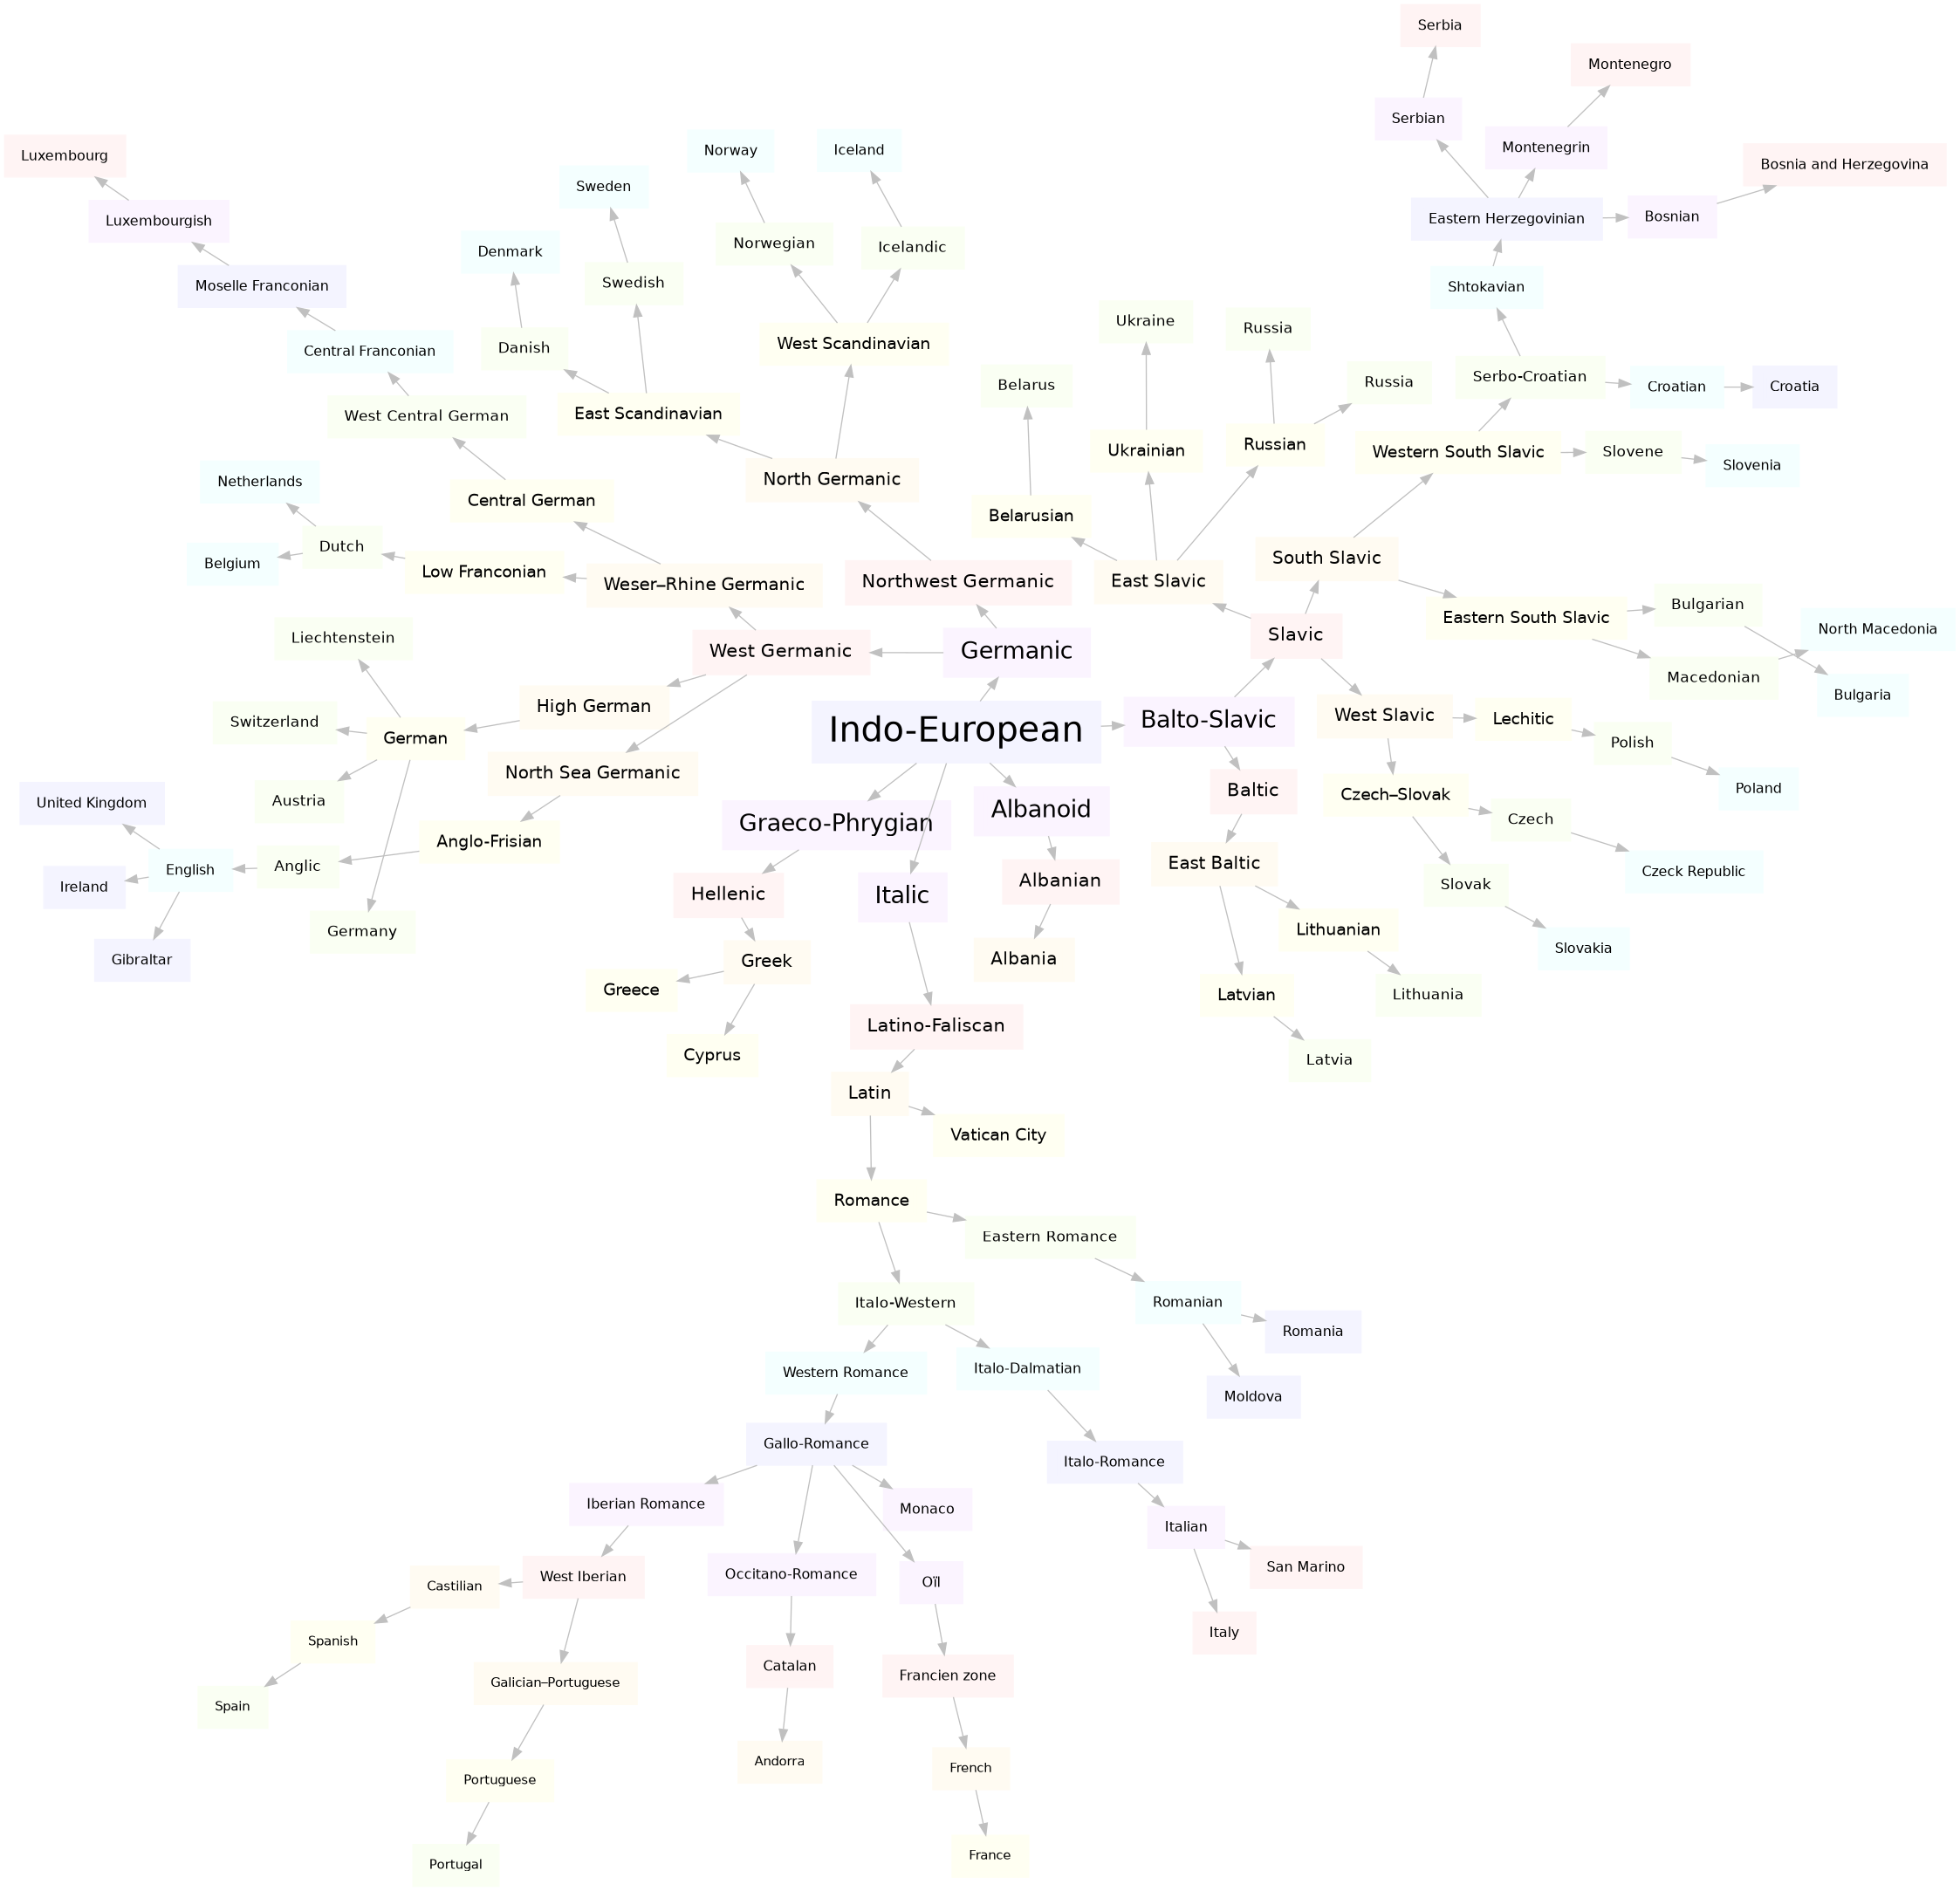 Serbia
Montenegro
Serbian
Montenegrin
Norway
Iceland
Luxembourg
Bosnia and Herzegovina
Sweden
Luxembourgish
Eastern Herzegovinian
Bosnian
Denmark
Norwegian
Icelandic
Moselle Franconian
Swedish
Shtokavian
Ukraine
Russia
Central Franconian
Danish
West Scandinavian
Belarus
Russia
Serbo-Croatian
Croatian
Croatia
West Central German
East Scandinavian
Ukrainian
Russian
Western South Slavic
Slovene
Slovenia
Netherlands
Central German
North Germanic
Belarusian
Dutch
Belgium
Low Franconian
Weser–Rhine Germanic
Northwest Germanic
East Slavic
South Slavic
Eastern South Slavic
Bulgarian
North Macedonia
Liechtenstein
West Germanic
Germanic
Slavic
Macedonian
Bulgaria
Switzerland
High German
German
Indo-European
Balto-Slavic
West Slavic
Lechitic
Polish
North Sea Germanic
Poland
United Kingdom
Austria
Graeco-Phrygian
Albanoid
Baltic
Czech–Slovak
Czech
Anglo-Frisian
English
Anglic
East Baltic
Czeck Republic
Ireland
Hellenic
Italic
Albanian
Slovak
Germany
Lithuanian
Slovakia
Gibraltar
Greek
Albania
Greece
Latvian
Lithuania
Latino-Faliscan
Cyprus
Latvia
Latin
Vatican City
Romance
Eastern Romance
Italo-Western
Romanian
Romania
Western Romance
Italo-Dalmatian
Moldova
Gallo-Romance
Italo-Romance
Iberian Romance
Monaco
Italian
Castilian
West Iberian
Occitano-Romance
Oïl
San Marino
Spanish
Italy
Spain
Galician–Portuguese
Catalan
Francien zone
Andorra
French
Portuguese
Portugal
France